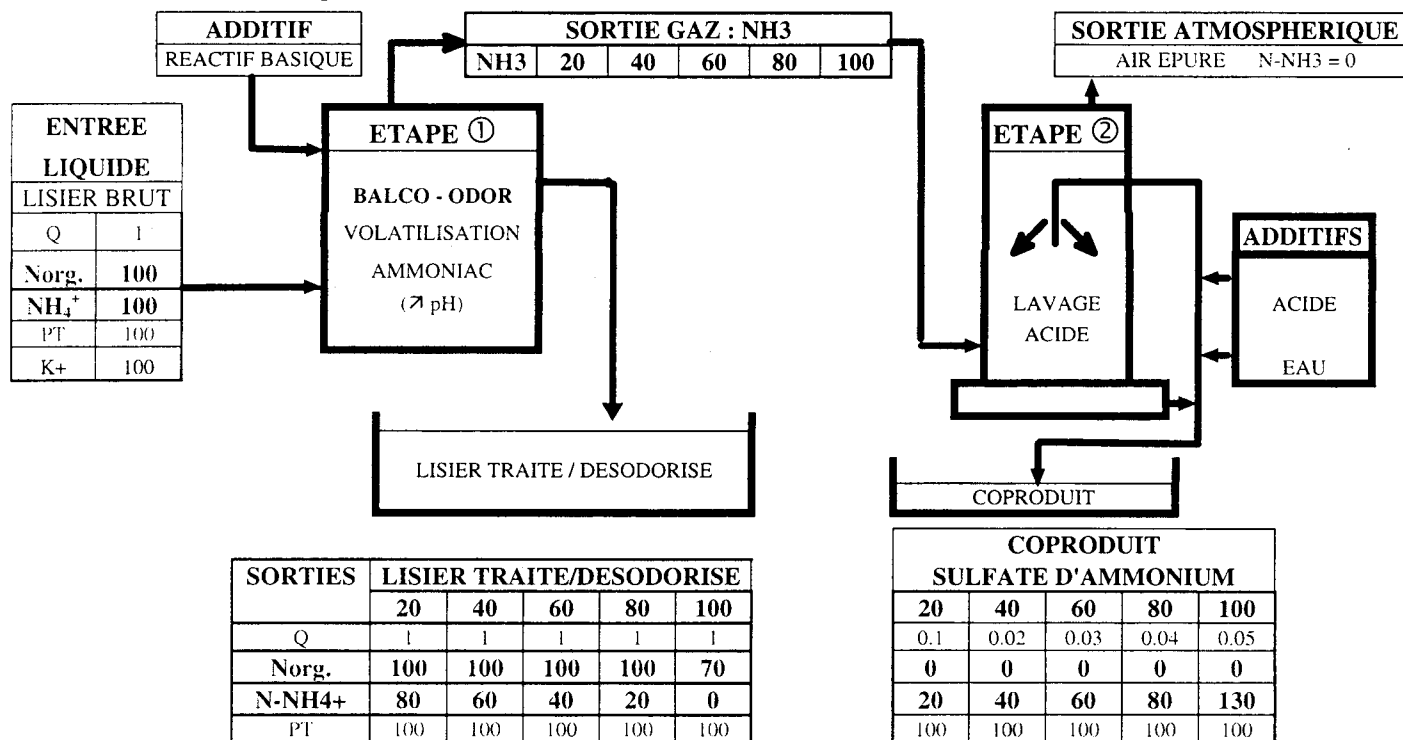 ADDITIF
REACTIF BASIQUE
SORTIE GAZ : NH3
NH3 20 40 60 80 100
SORTIE ATMOSPHERIQUE
AIR EPURE N-NH3 = 0
ENTREE
LIQUIDE
LISIER BRUT
Q 1
Norg. 100
NH₄⁺ 100
PT 100
K+ 100
ETAPE ①
BALCO - ODOR
VOLATILISATION
AMMONIAC
(↗ pH)
ETAPE ②
LAVAGE
ACIDE
ADDITIFS
ACIDE
EAU
LISIER TRAITE / DESODORISE
COPRODUIT
SORTIES LISIER TRAITE/DESODORISE
20 40 60 80 100
Q 1 1 1 1 1
Norg. 100 100 100 100 70
N-NH4+ 80 60 40 20 0
PT 100 100 100 100 100
COPRODUIT
SULFATE D'AMMONIUM
20 40 60 80 100
0.1 0.02 0.03 0.04 0.05
0 0 0 0 0
20 40 60 80 130
100 100 100 100 100